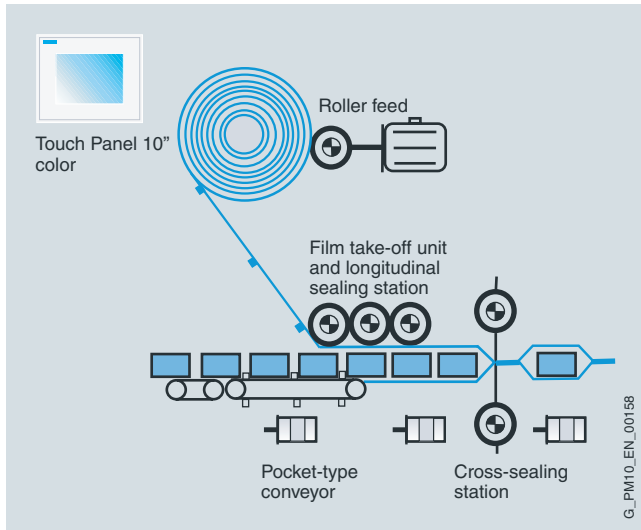 Roller feed
Touch Panel 10”
color
Film take-off unit
and longitudinal
sealing station
Pocket-type
conveyor
Cross-sealing
station
G_PM10_EN_00158